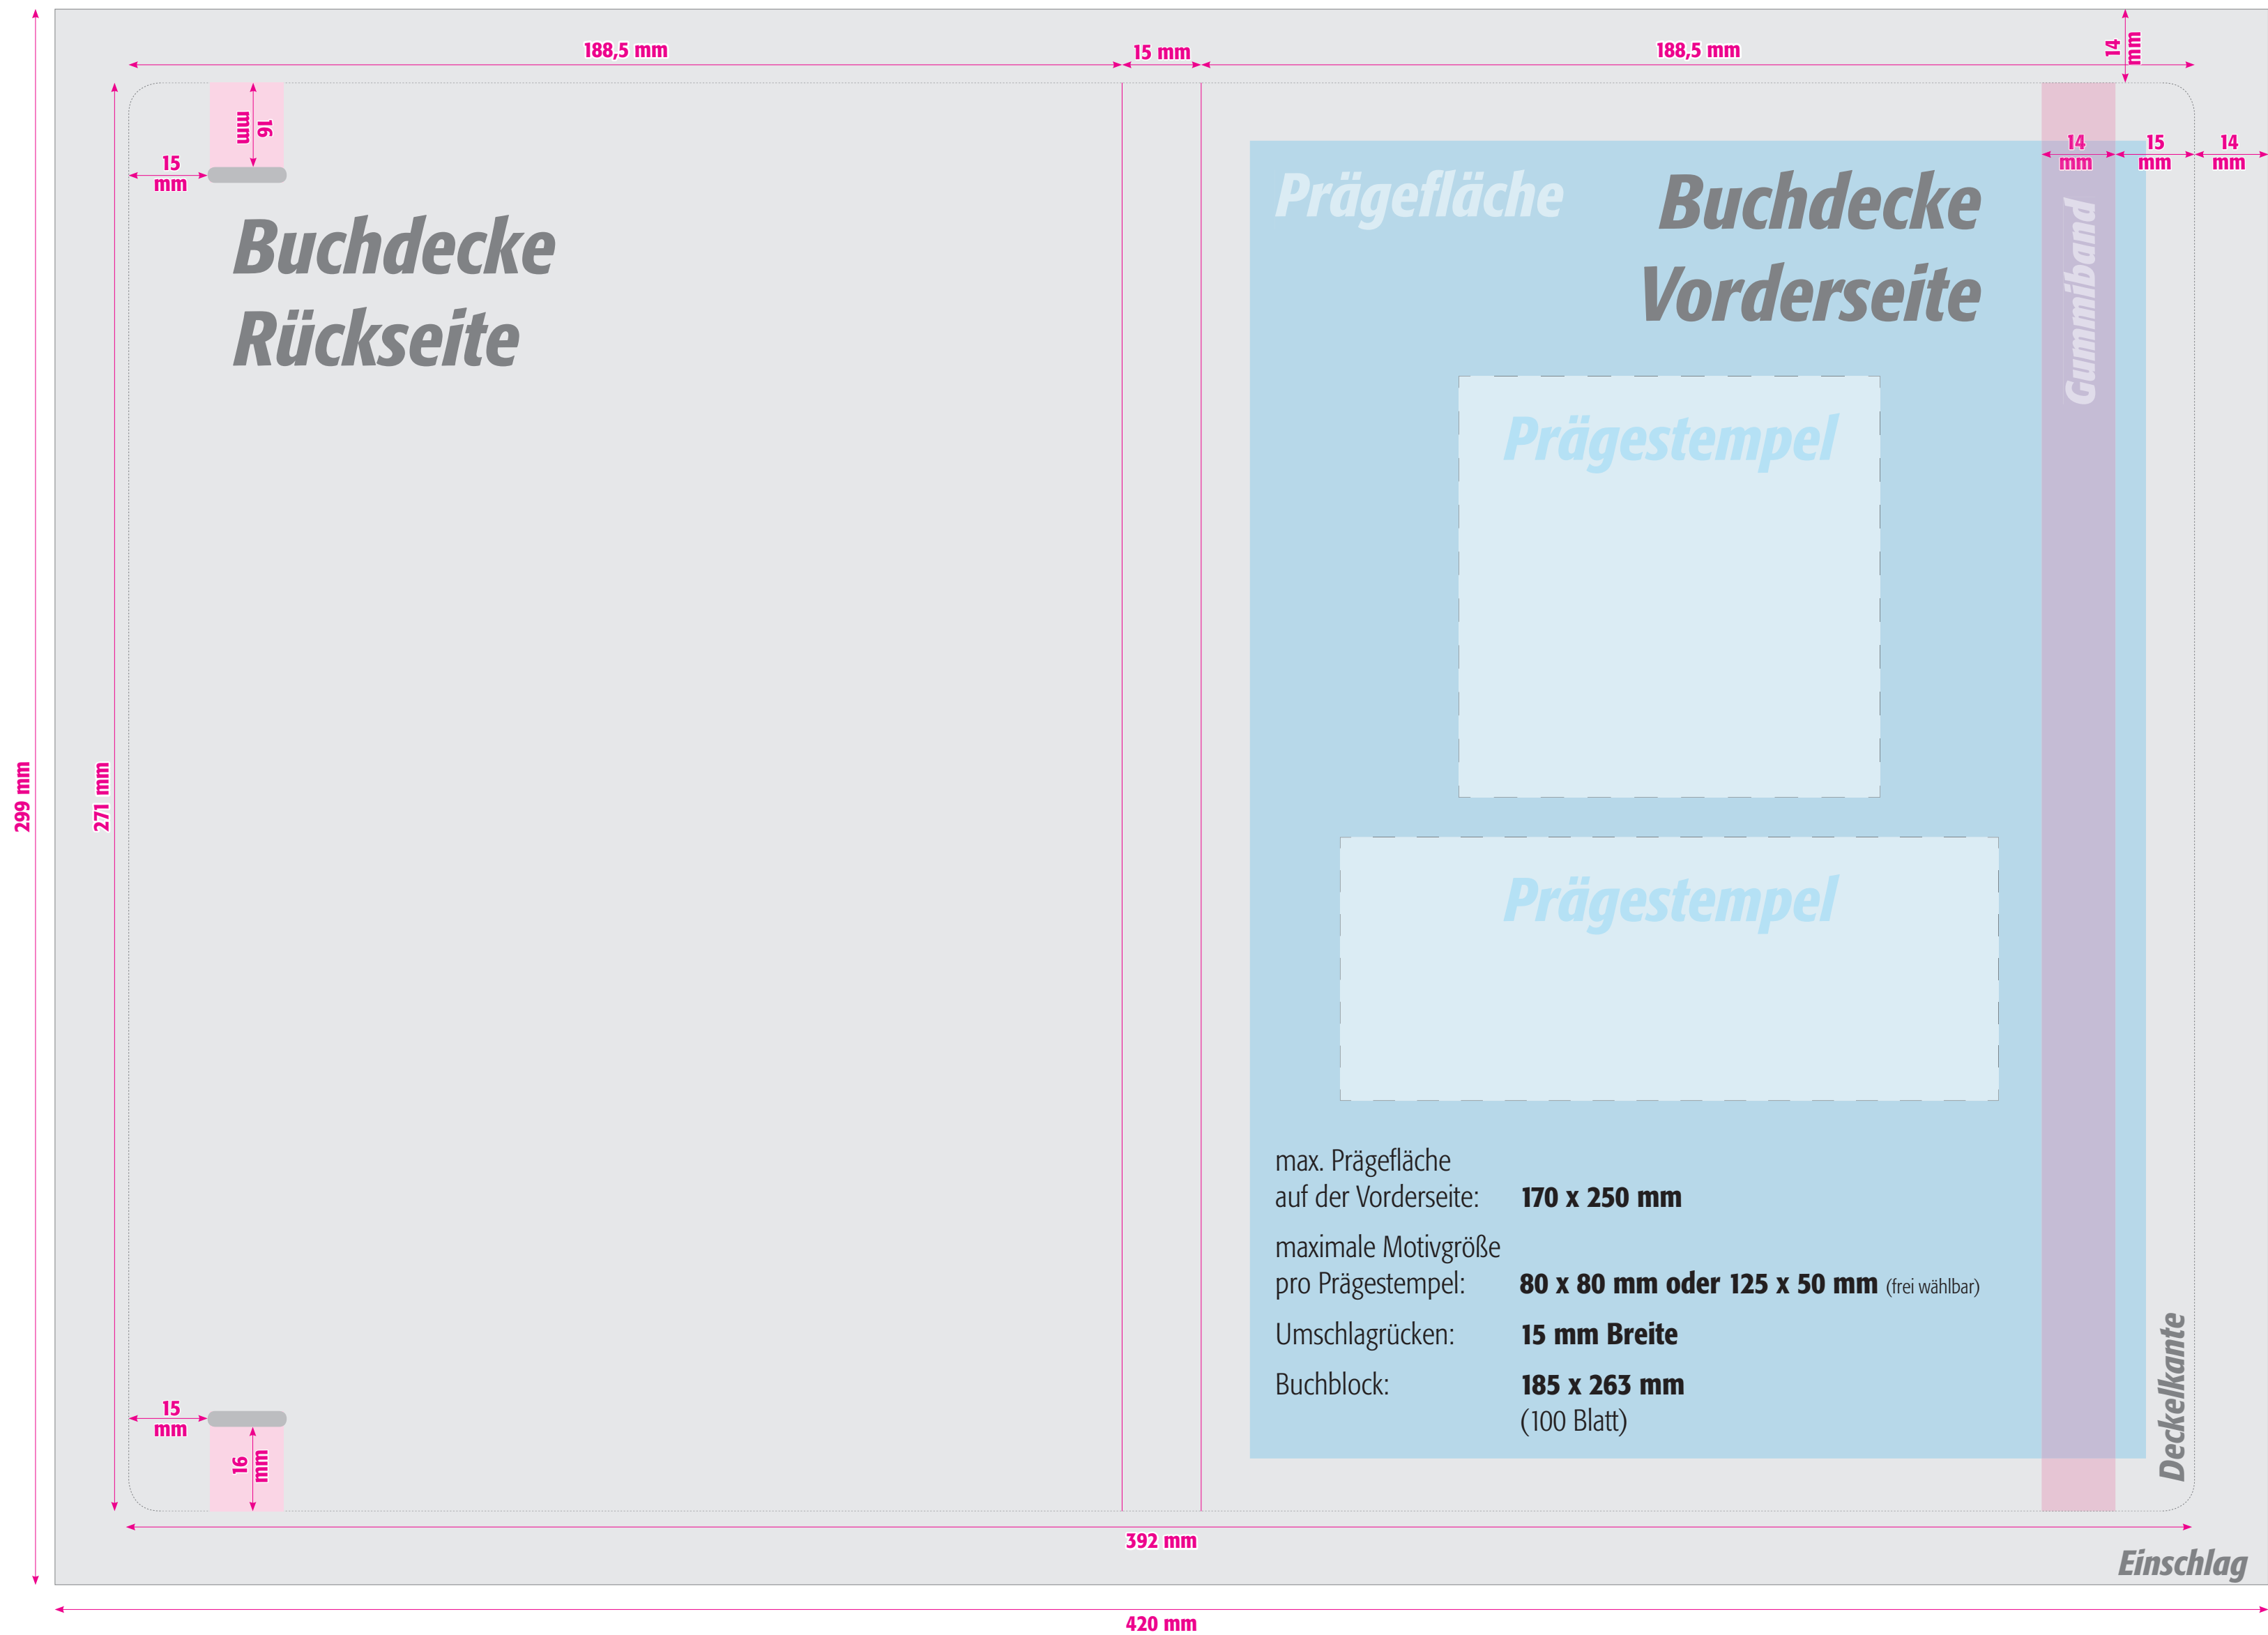 188,5 mm
15 mm
188,5 mm
14
mm
16
mm
15
mm
14
mm
15
mm
14
mm
Buchdecke
Rückseite
Prägefläche
Buchdecke
Vorderseite
Gummiband
Prägestempel
299 mm
271 mm
Prägestempel
max. Prägefläche
auf der Vorderseite: 170 x 250 mm
maximale Motivgröße
pro Prägestempel: 80 x 80 mm oder 125 x 50 mm (frei wählbar)
Umschlagrücken: 15 mm Breite
Buchblock: 185 x 263 mm
(100 Blatt)
Deckelkante
15
mm
16
mm
392 mm
Einschlag
420 mm